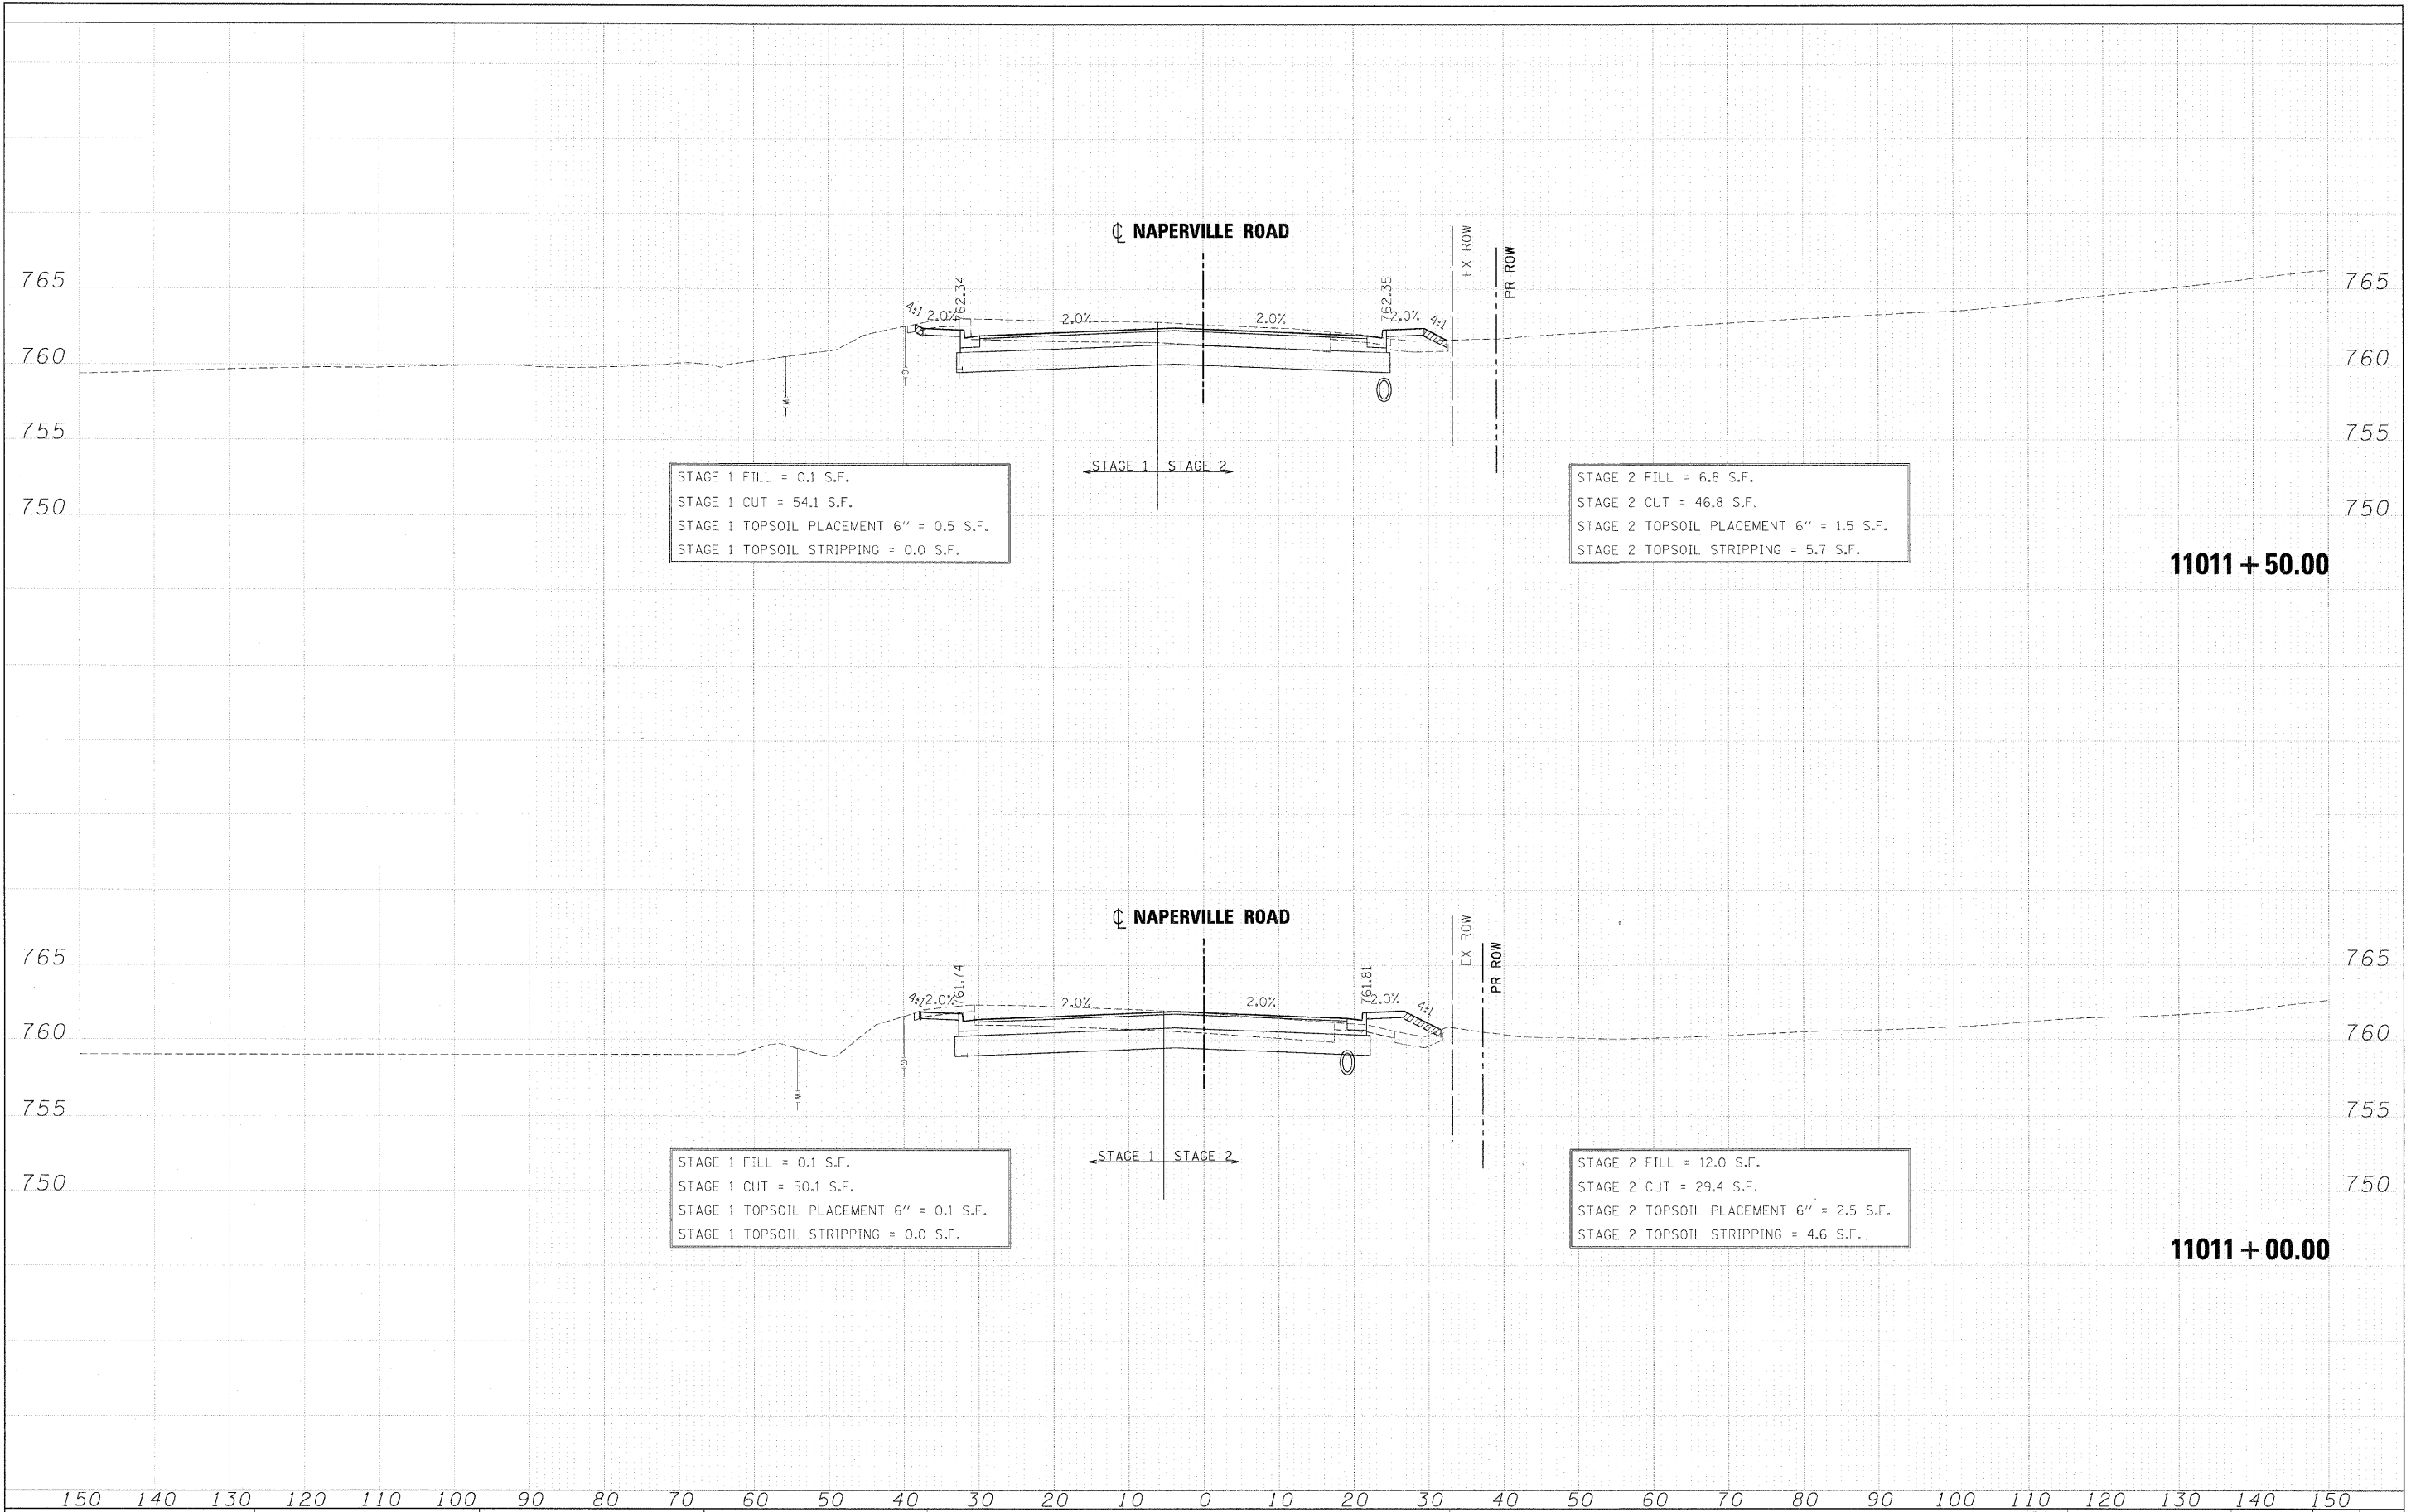 ℄ NAPERVILLE ROAD
EX ROW
PR ROW
765
765
762.34
762.35
4:1
2.0%
2.0%
2.0%
2.0%
4:1
760
760
G
W
755
755
STAGE 1
STAGE 2
STAGE 1 FILL = 0.1 S.F.
STAGE 1 CUT = 54.1 S.F.
STAGE 1 TOPSOIL PLACEMENT 6" = 0.5 S.F.
STAGE 1 TOPSOIL STRIPPING = 0.0 S.F.
STAGE 2 FILL = 6.8 S.F.
STAGE 2 CUT = 46.8 S.F.
STAGE 2 TOPSOIL PLACEMENT 6" = 1.5 S.F.
STAGE 2 TOPSOIL STRIPPING = 5.7 S.F.
750
750
11011+50.00
℄ NAPERVILLE ROAD
EX ROW
PR ROW
765
765
761.74
761.81
4:1
2.0%
2.0%
2.0%
2.0%
4:1
760
760
G
W
755
755
STAGE 1
STAGE 2
STAGE 1 FILL = 0.1 S.F.
STAGE 1 CUT = 50.1 S.F.
STAGE 1 TOPSOIL PLACEMENT 6" = 0.1 S.F.
STAGE 1 TOPSOIL STRIPPING = 0.0 S.F.
STAGE 2 FILL = 12.0 S.F.
STAGE 2 CUT = 29.4 S.F.
STAGE 2 TOPSOIL PLACEMENT 6" = 2.5 S.F.
STAGE 2 TOPSOIL STRIPPING = 4.6 S.F.
750
750
11011+00.00
150 140 130 120 110 100 90 80 70 60 50 40 30 20 10 0 10 20 30 40 50 60 70 80 90 100 110 120 130 140 150